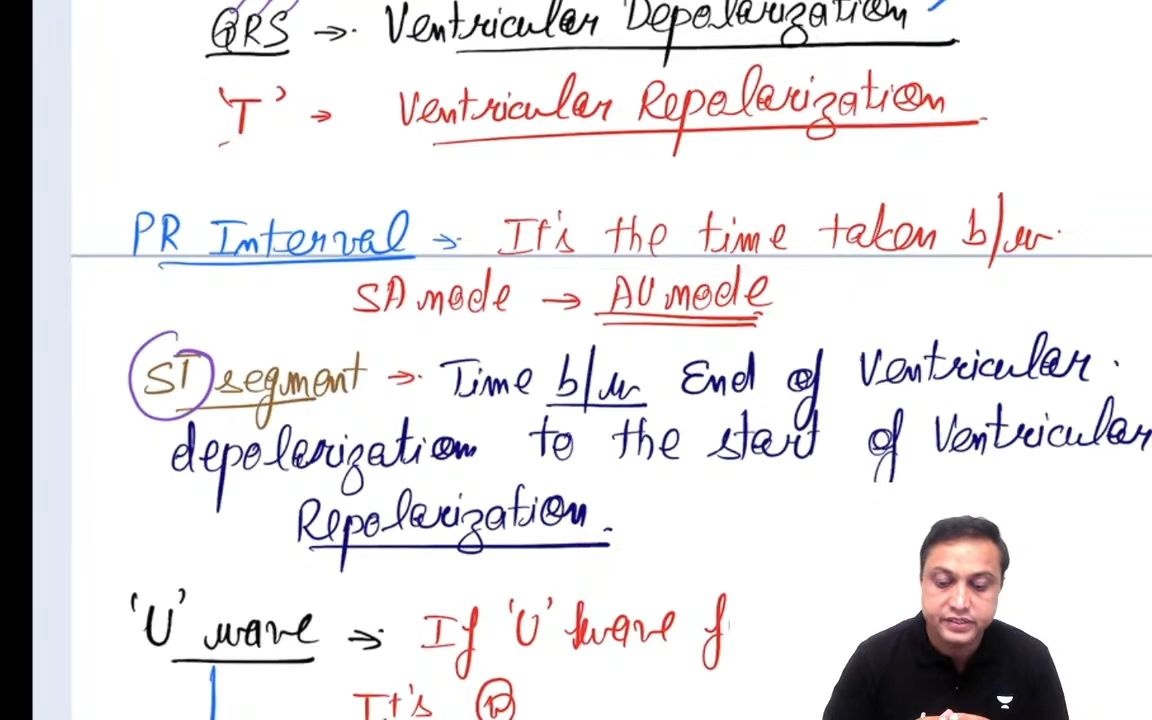 QRS → Ventricular Depolarization
'T' → Ventricular Repolarization
PR Interval → It's the time taken b/w
SA node → AV node
ST segment → Time b/w End of Ventricular
depolarization to the start of Ventricular
Repolarization.
'U' wave → If 'U' wave f
It's